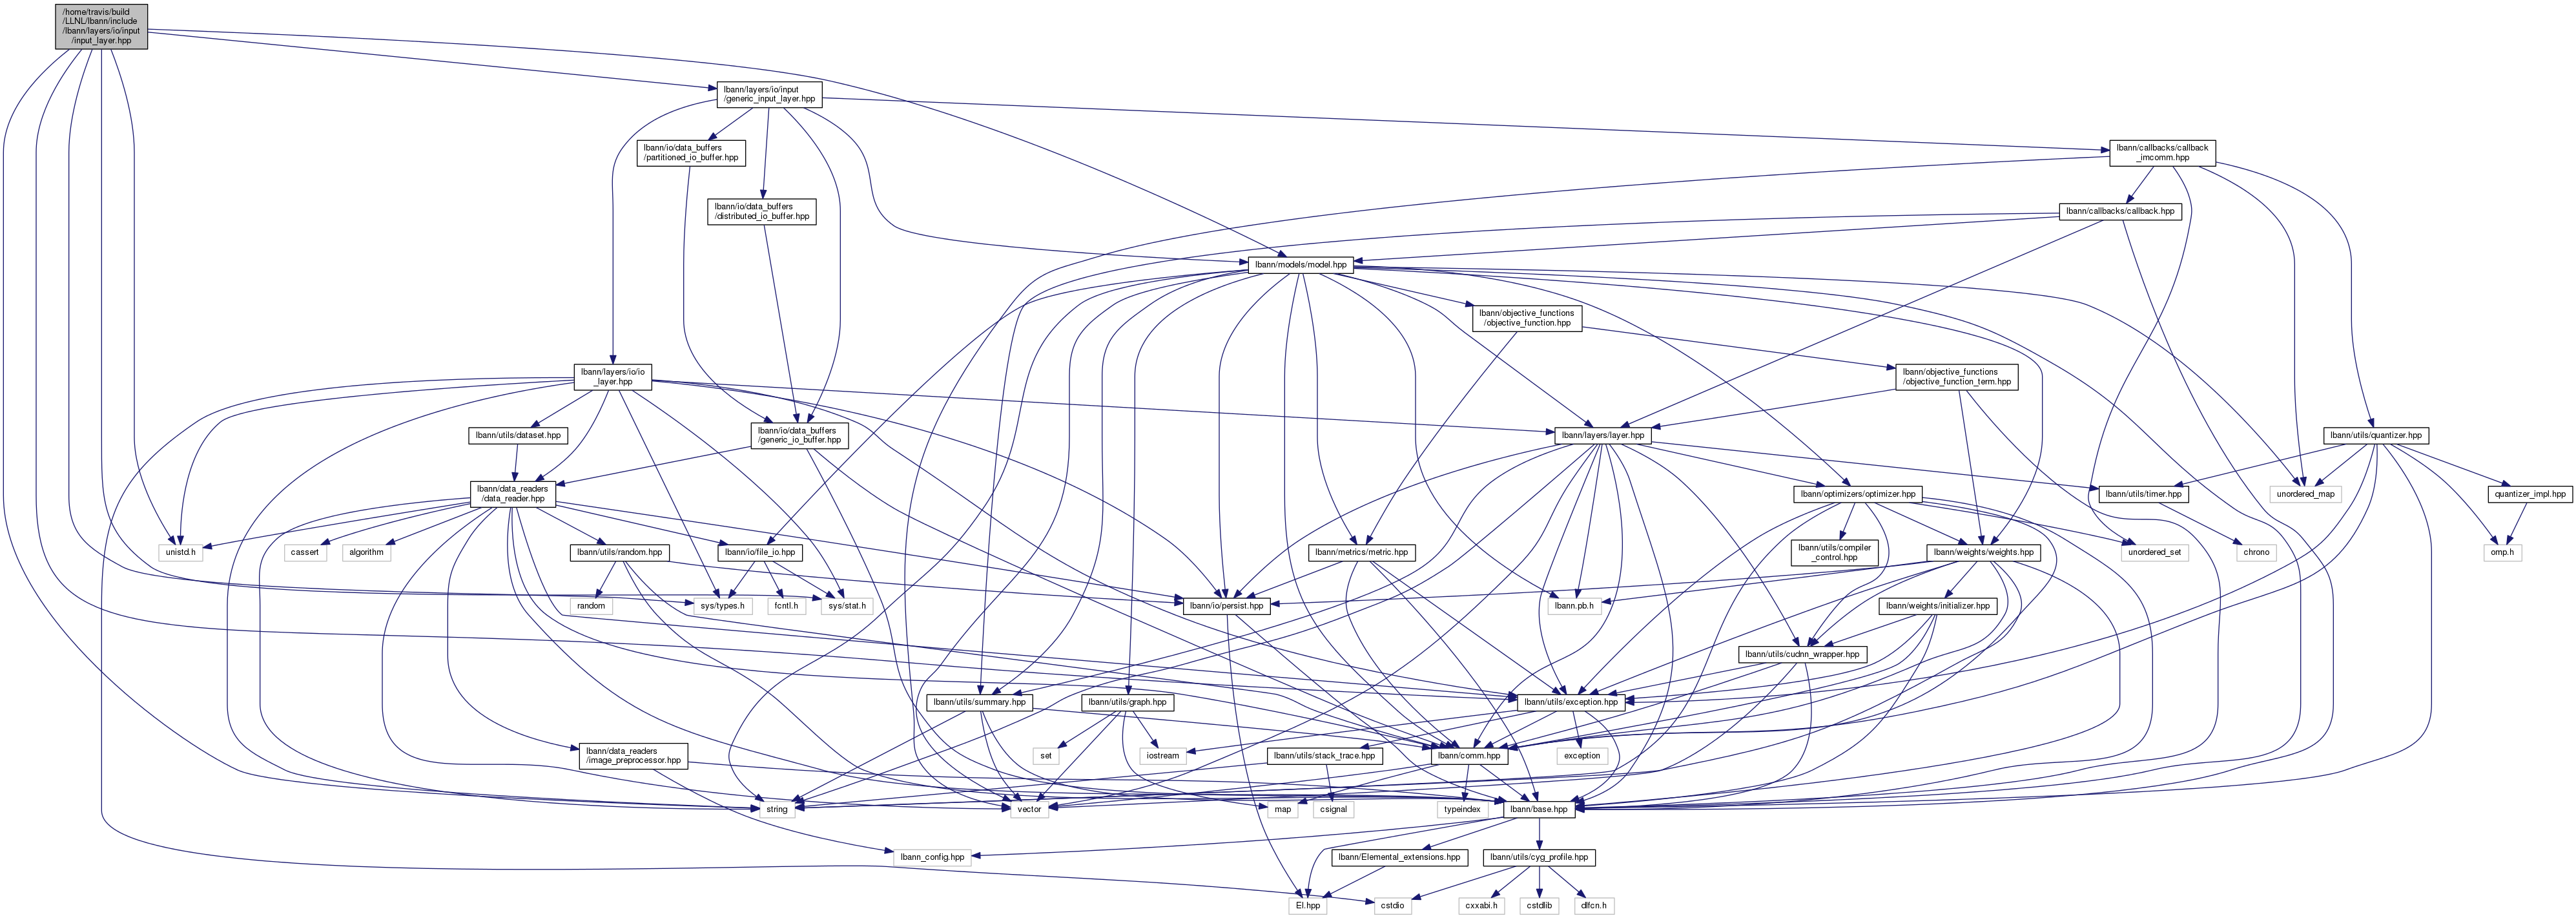 /home/travis/build
/LLNL/lbann/include
/lbann/layers/io/input
/input_layer.hpp
lbann/layers/io/input
/generic_input_layer.hpp
lbann/io/data_buffers
/partitioned_io_buffer.hpp
lbann/callbacks/callback
_imcomm.hpp
lbann/io/data_buffers
/distributed_io_buffer.hpp
lbann/callbacks/callback.hpp
lbann/models/model.hpp
lbann/objective_functions
/objective_function.hpp
lbann/layers/io/io
_layer.hpp
lbann/objective_functions
/objective_function_term.hpp
lbann/utils/dataset.hpp
lbann/io/data_buffers
/generic_io_buffer.hpp
lbann/layers/layer.hpp
lbann/utils/quantizer.hpp
lbann/data_readers
/data_reader.hpp
lbann/optimizers/optimizer.hpp
lbann/utils/timer.hpp
unordered_map
quantizer_impl.hpp
unistd.h
cassert
algorithm
lbann/utils/random.hpp
lbann/io/file_io.hpp
lbann/metrics/metric.hpp
lbann/utils/compiler
_control.hpp
lbann/weights/weights.hpp
unordered_set
chrono
omp.h
random
sys/types.h
fcntl.h
sys/stat.h
lbann/io/persist.hpp
lbann.pb.h
lbann/weights/initializer.hpp
lbann/utils/cudnn_wrapper.hpp
lbann/utils/summary.hpp
lbann/utils/graph.hpp
lbann/utils/exception.hpp
lbann/data_readers
/image_preprocessor.hpp
set
iostream
lbann/utils/stack_trace.hpp
lbann/comm.hpp
exception
string
vector
map
csignal
typeindex
lbann/base.hpp
lbann_config.hpp
lbann/Elemental_extensions.hpp
lbann/utils/cyg_profile.hpp
El.hpp
cstdio
cxxabi.h
cstdlib
dlfcn.h